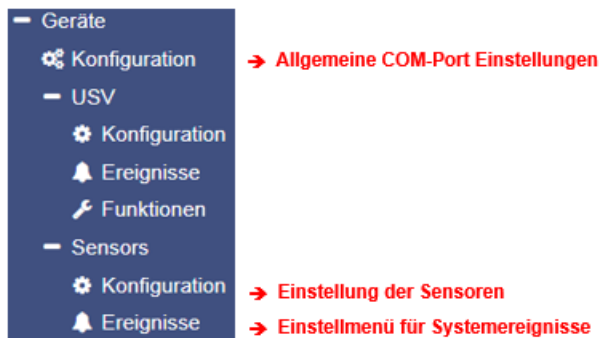 Geräte
Konfiguration → Allgemeine COM-Port Einstellungen
USV
Konfiguration
Ereignisse
Funktionen
Sensors
Konfiguration → Einstellung der Sensoren
Ereignisse → Einstellmenü für Systemereignisse